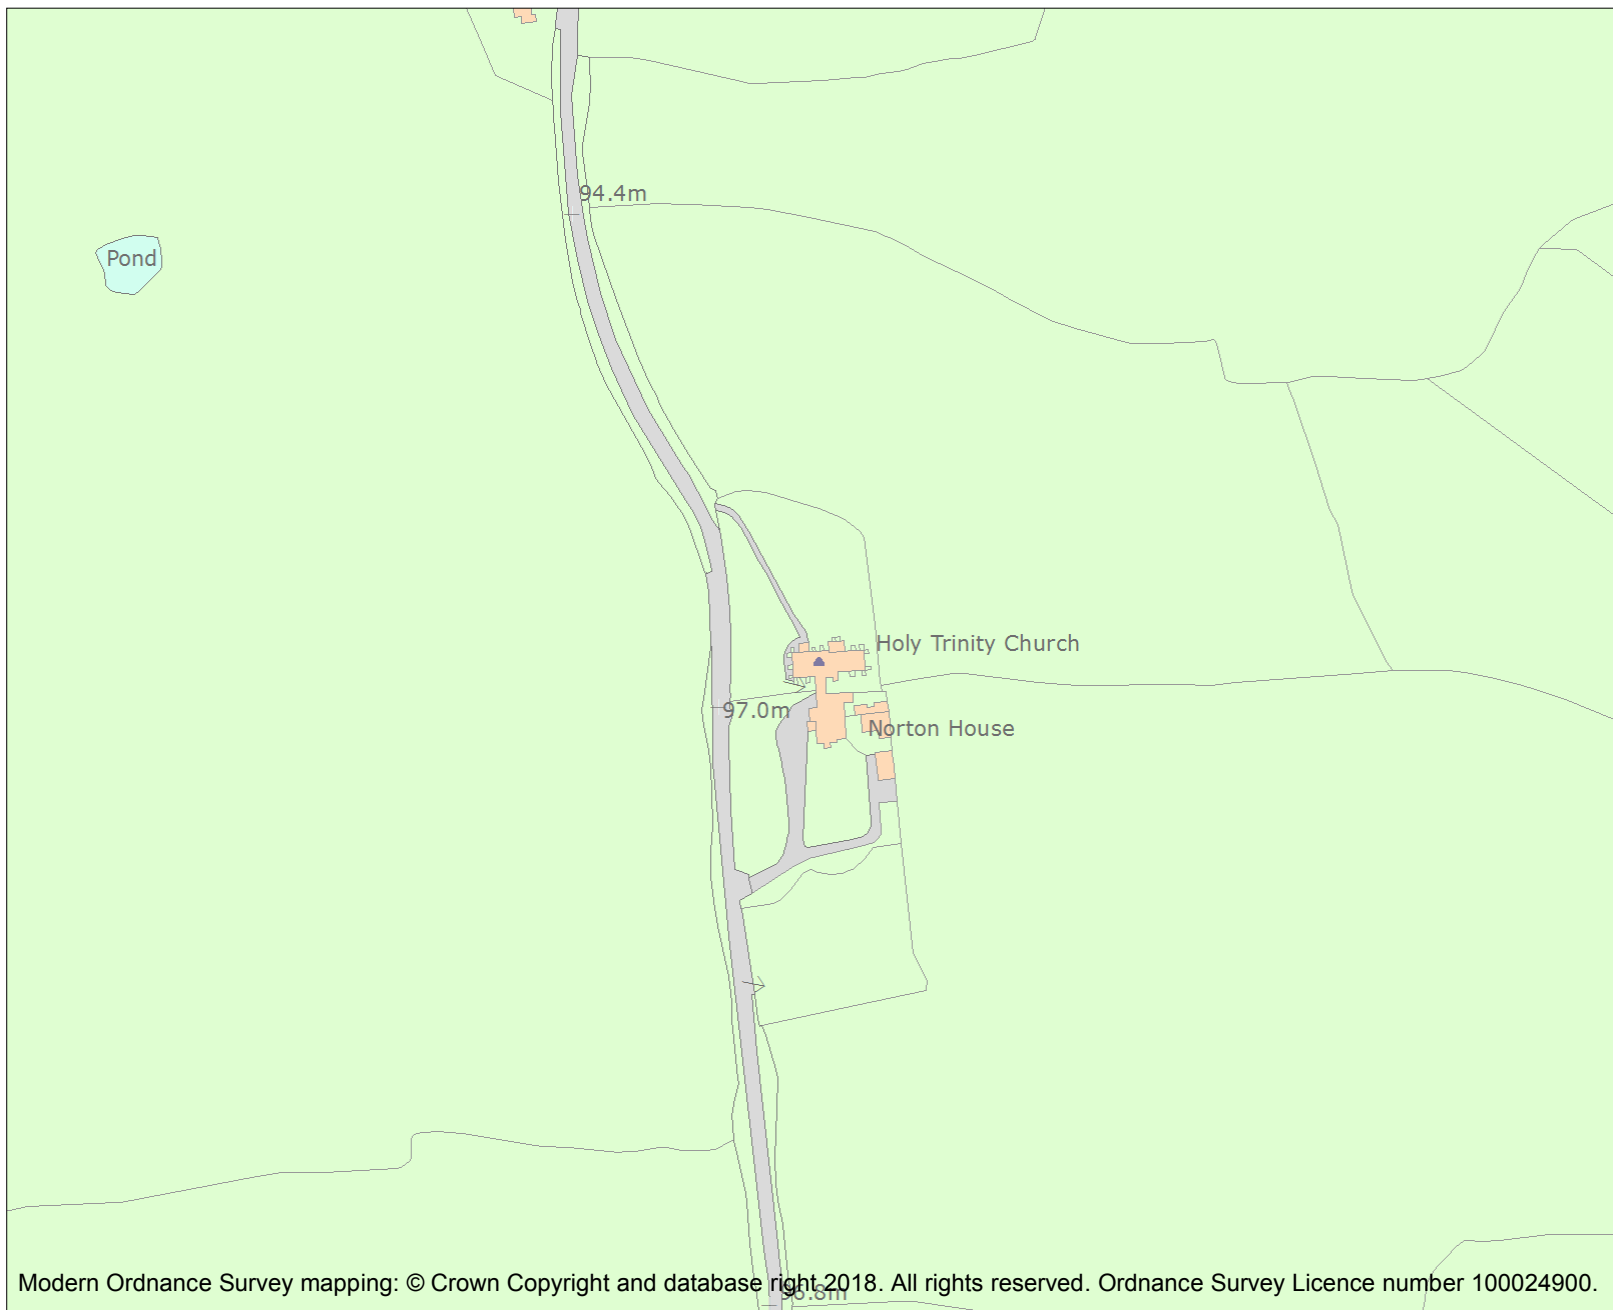 94.4m
Pond
Holy Trinity Church
97.0m
Norton House
Modern Ordnance Survey mapping: © Crown Copyright and database right 2018. All rights reserved. Ordnance Survey Licence number 100024900.